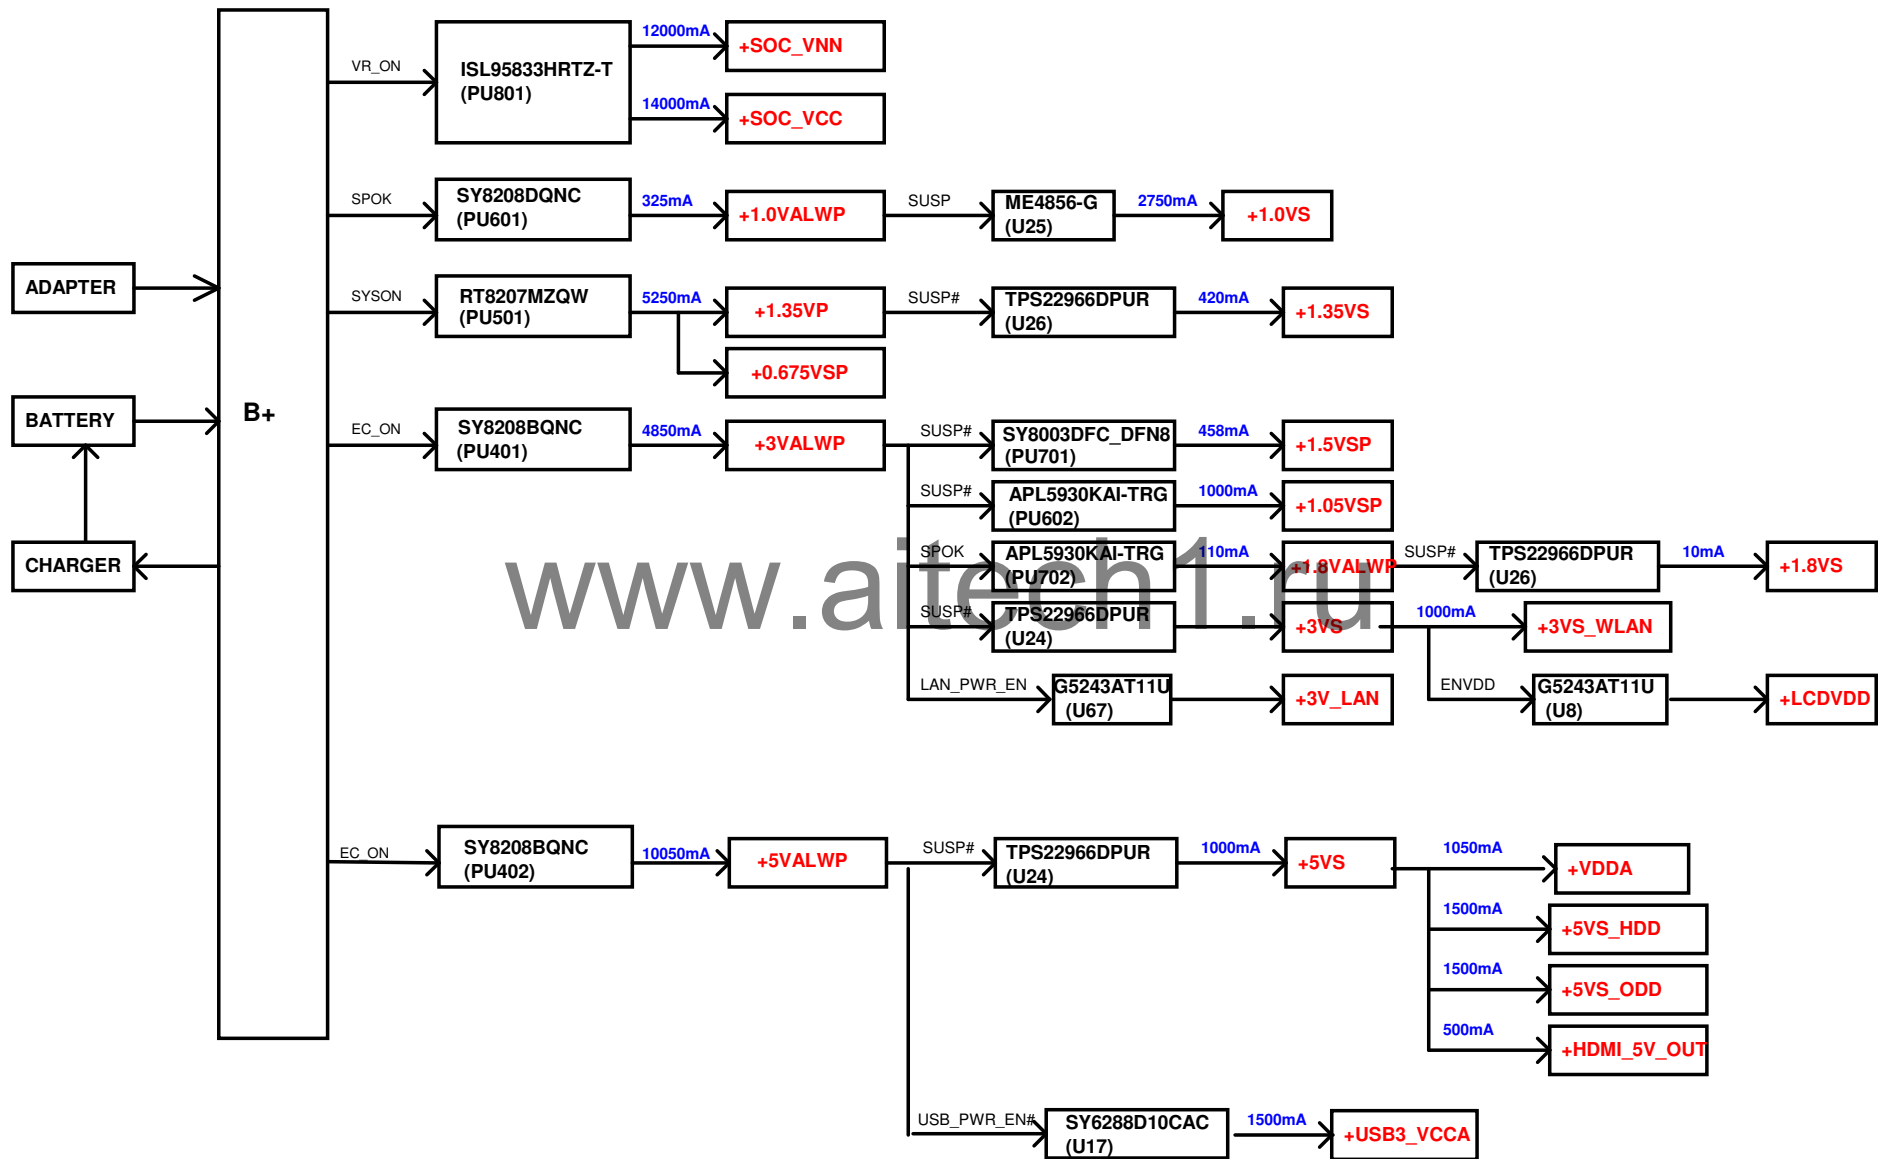 ADAPTER
BATTERY
CHARGER
B+
VR_ON
ISL95833HRTZ-T
(PU801)
12000mA
+SOC_VNN
14000mA
+SOC_VCC
SPOK
SY8208DQNC
(PU601)
325mA
+1.0VALWP
SUSP
ME4856-G
(U25)
2750mA
+1.0VS
SYSON
RT8207MZQW
(PU501)
5250mA
+1.35VP
SUSP#
TPS22966DPUR
(U26)
420mA
+1.35VS
+0.675VSP
EC_ON
SY8208BQNC
(PU401)
4850mA
+3VALWP
SUSP#
SY8003DFC_DFN8
(PU701)
458mA
+1.5VSP
SUSP#
APL5930KAI-TRG
(PU602)
1000mA
+1.05VSP
SPOK
APL5930KAI-TRG
(PU702)
110mA
+1.8VALWP
SUSP#
TPS22966DPUR
(U26)
10mA
+1.8VS
www.aitech1.ru
SUSP#
TPS22966DPUR
(U24)
+3VS
1000mA
+3VS_WLAN
LAN_PWR_EN
G5243AT11U
(U67)
+3V_LAN
ENVDD
G5243AT11U
(U8)
+LCDVDD
EC_ON
SY8208BQNC
(PU402)
10050mA
+5VALWP
SUSP#
TPS22966DPUR
(U24)
1000mA
+5VS
1050mA
+VDDA
1500mA
+5VS_HDD
1500mA
+5VS_ODD
500mA
+HDMI_5V_OUT
USB_PWR_EN#
SY6288D10CAC
(U17)
1500mA
+USB3_VCCA